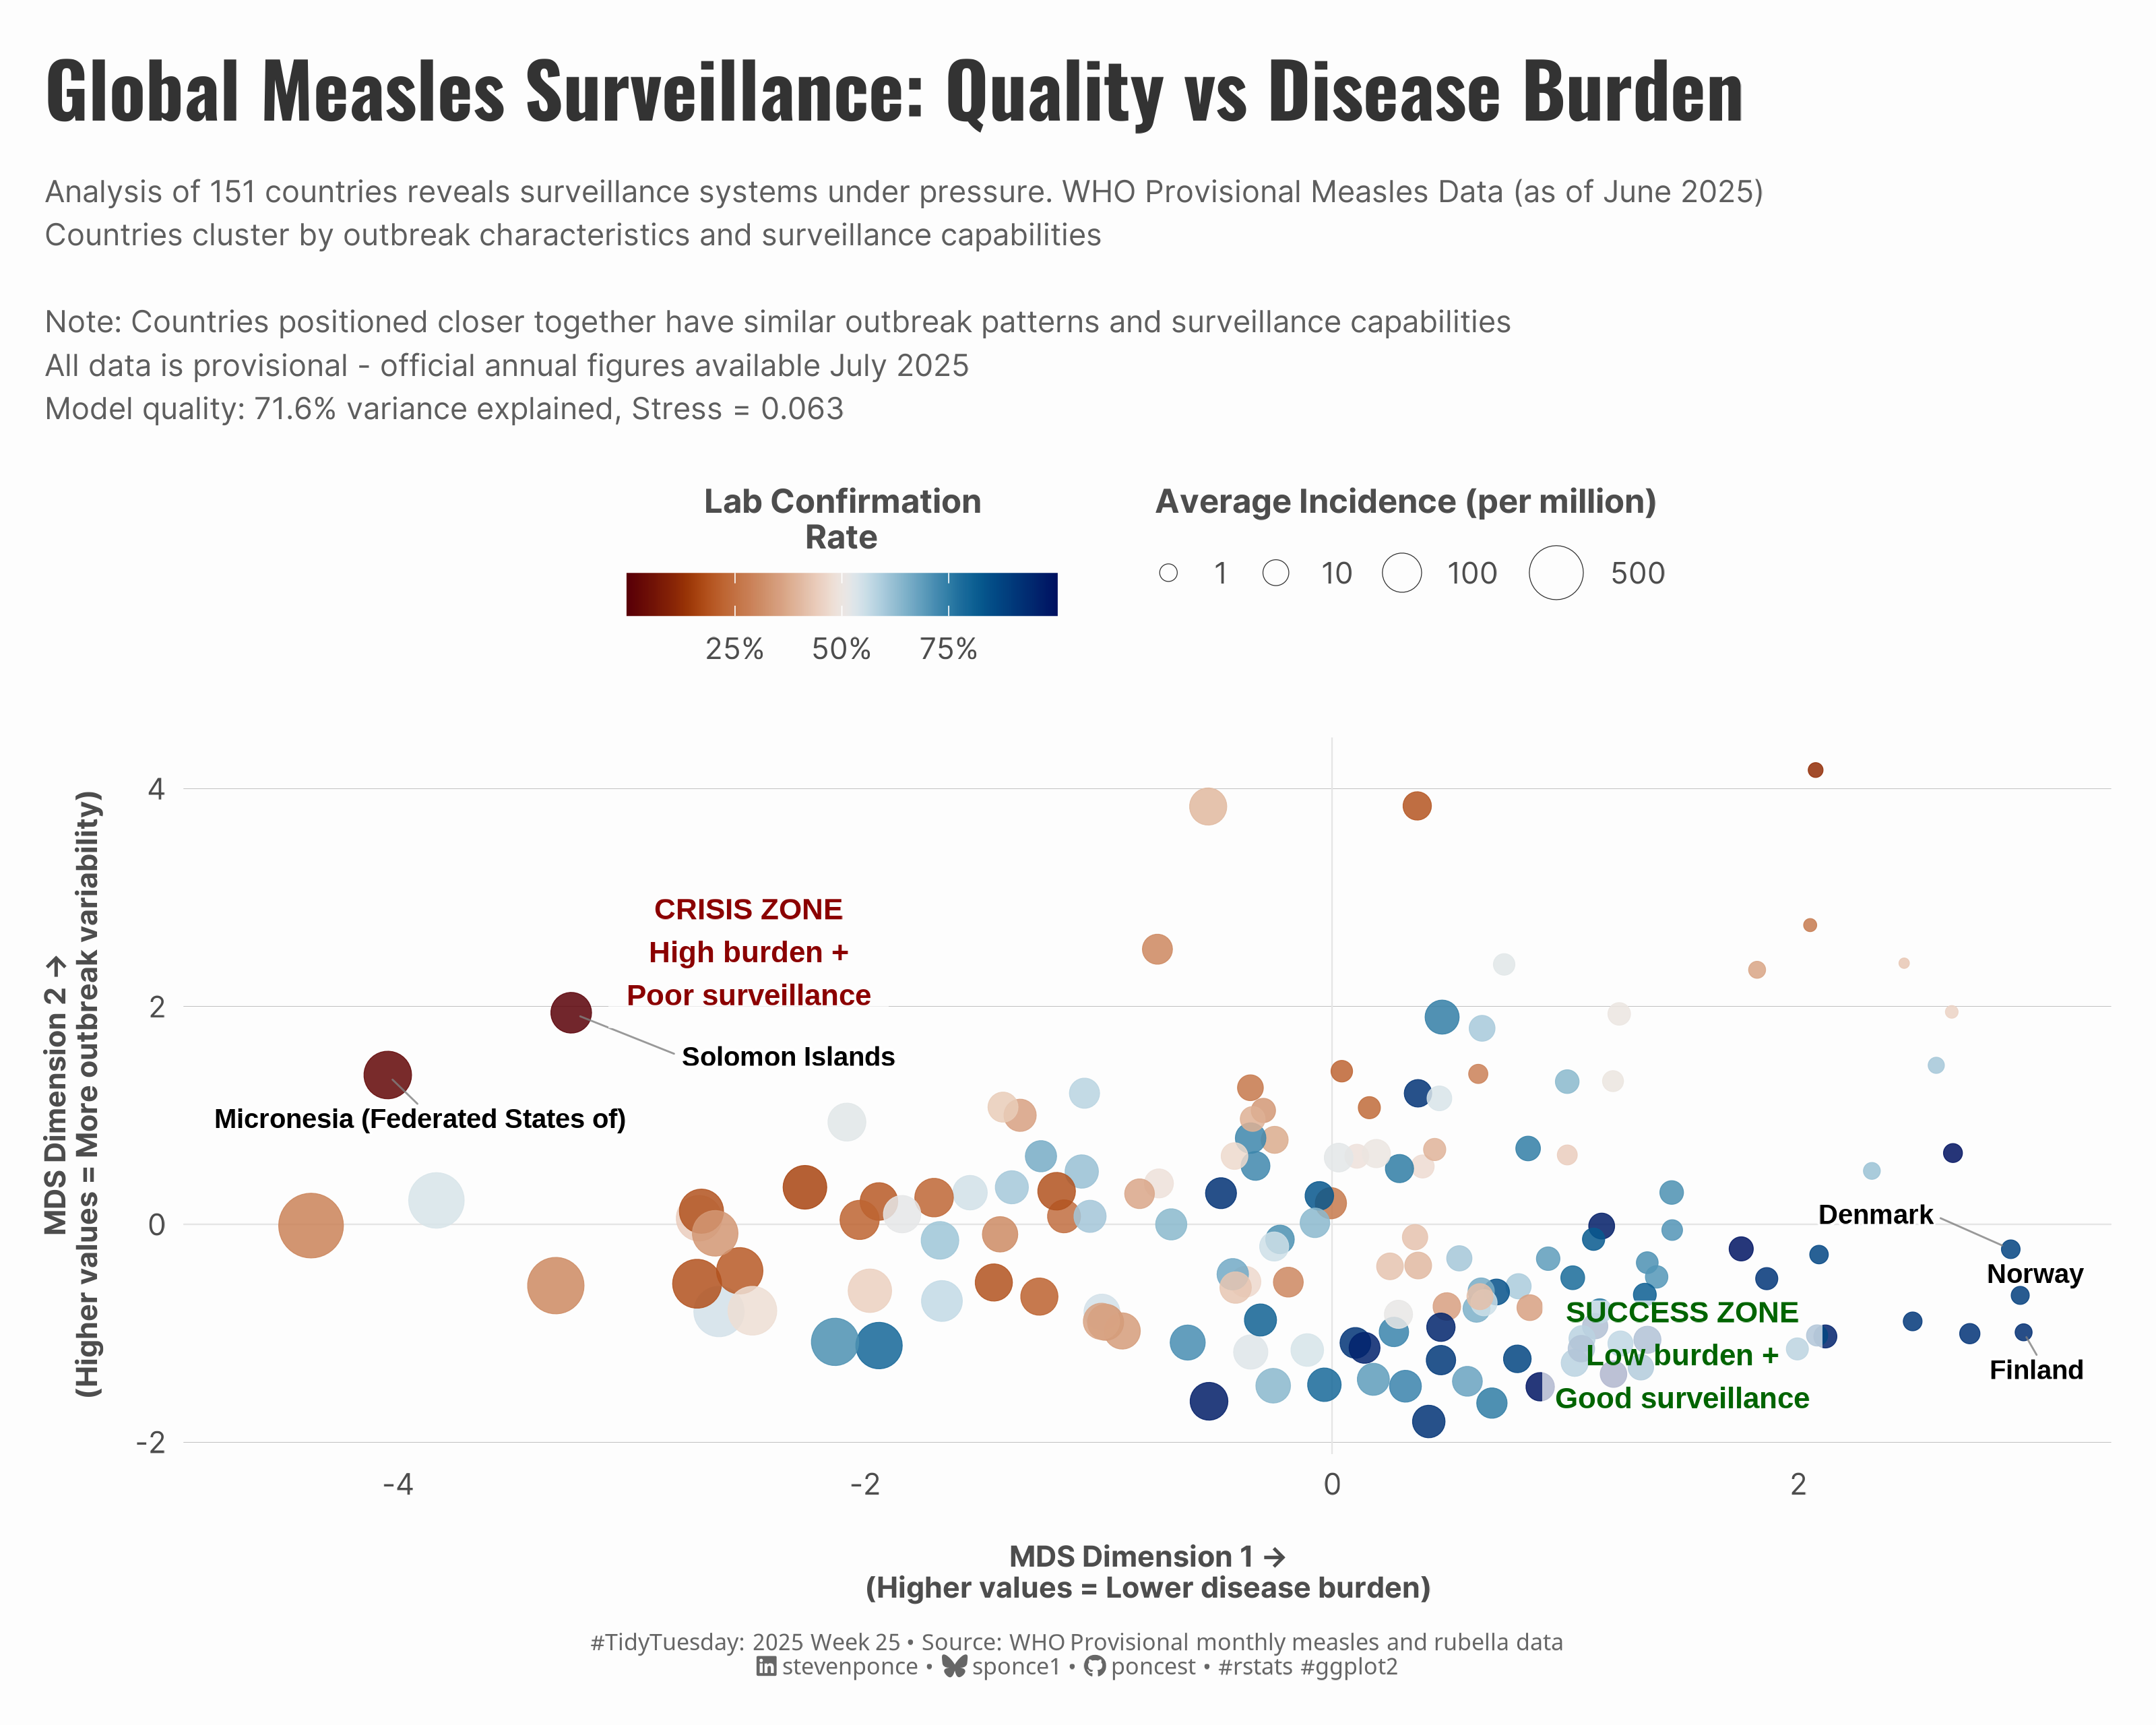 Global Measles Surveillance: Quality vs Disease Burden
Analysis of 151 countries reveals surveillance systems under pressure. WHO Provisional Measles Data (as of June 2025)
Countries cluster by outbreak characteristics and surveillance capabilities
Note: Countries positioned closer together have similar outbreak patterns and surveillance capabilities
All data is provisional - official annual figures available July 2025
Model quality: 71.6% variance explained, Stress = 0.063
Lab Confirmation
Rate
25% 50% 75%
Average Incidence (per million)
1 10 100 500
MDS Dimension 2 →
(Higher values = More outbreak variability)
4
2
0
-2
CRISIS ZONE
High burden +
Poor surveillance
Solomon Islands
Micronesia (Federated States of)
Denmark
Norway
Finland
SUCCESS ZONE
Low burden +
Good surveillance
-4 -2 0 2
MDS Dimension 1 →
(Higher values = Lower disease burden)
#TidyTuesday: 2025 Week 25 • Source: WHO Provisional monthly measles and rubella data
in stevenponce • sponce1 • poncest • #rstats #ggplot2